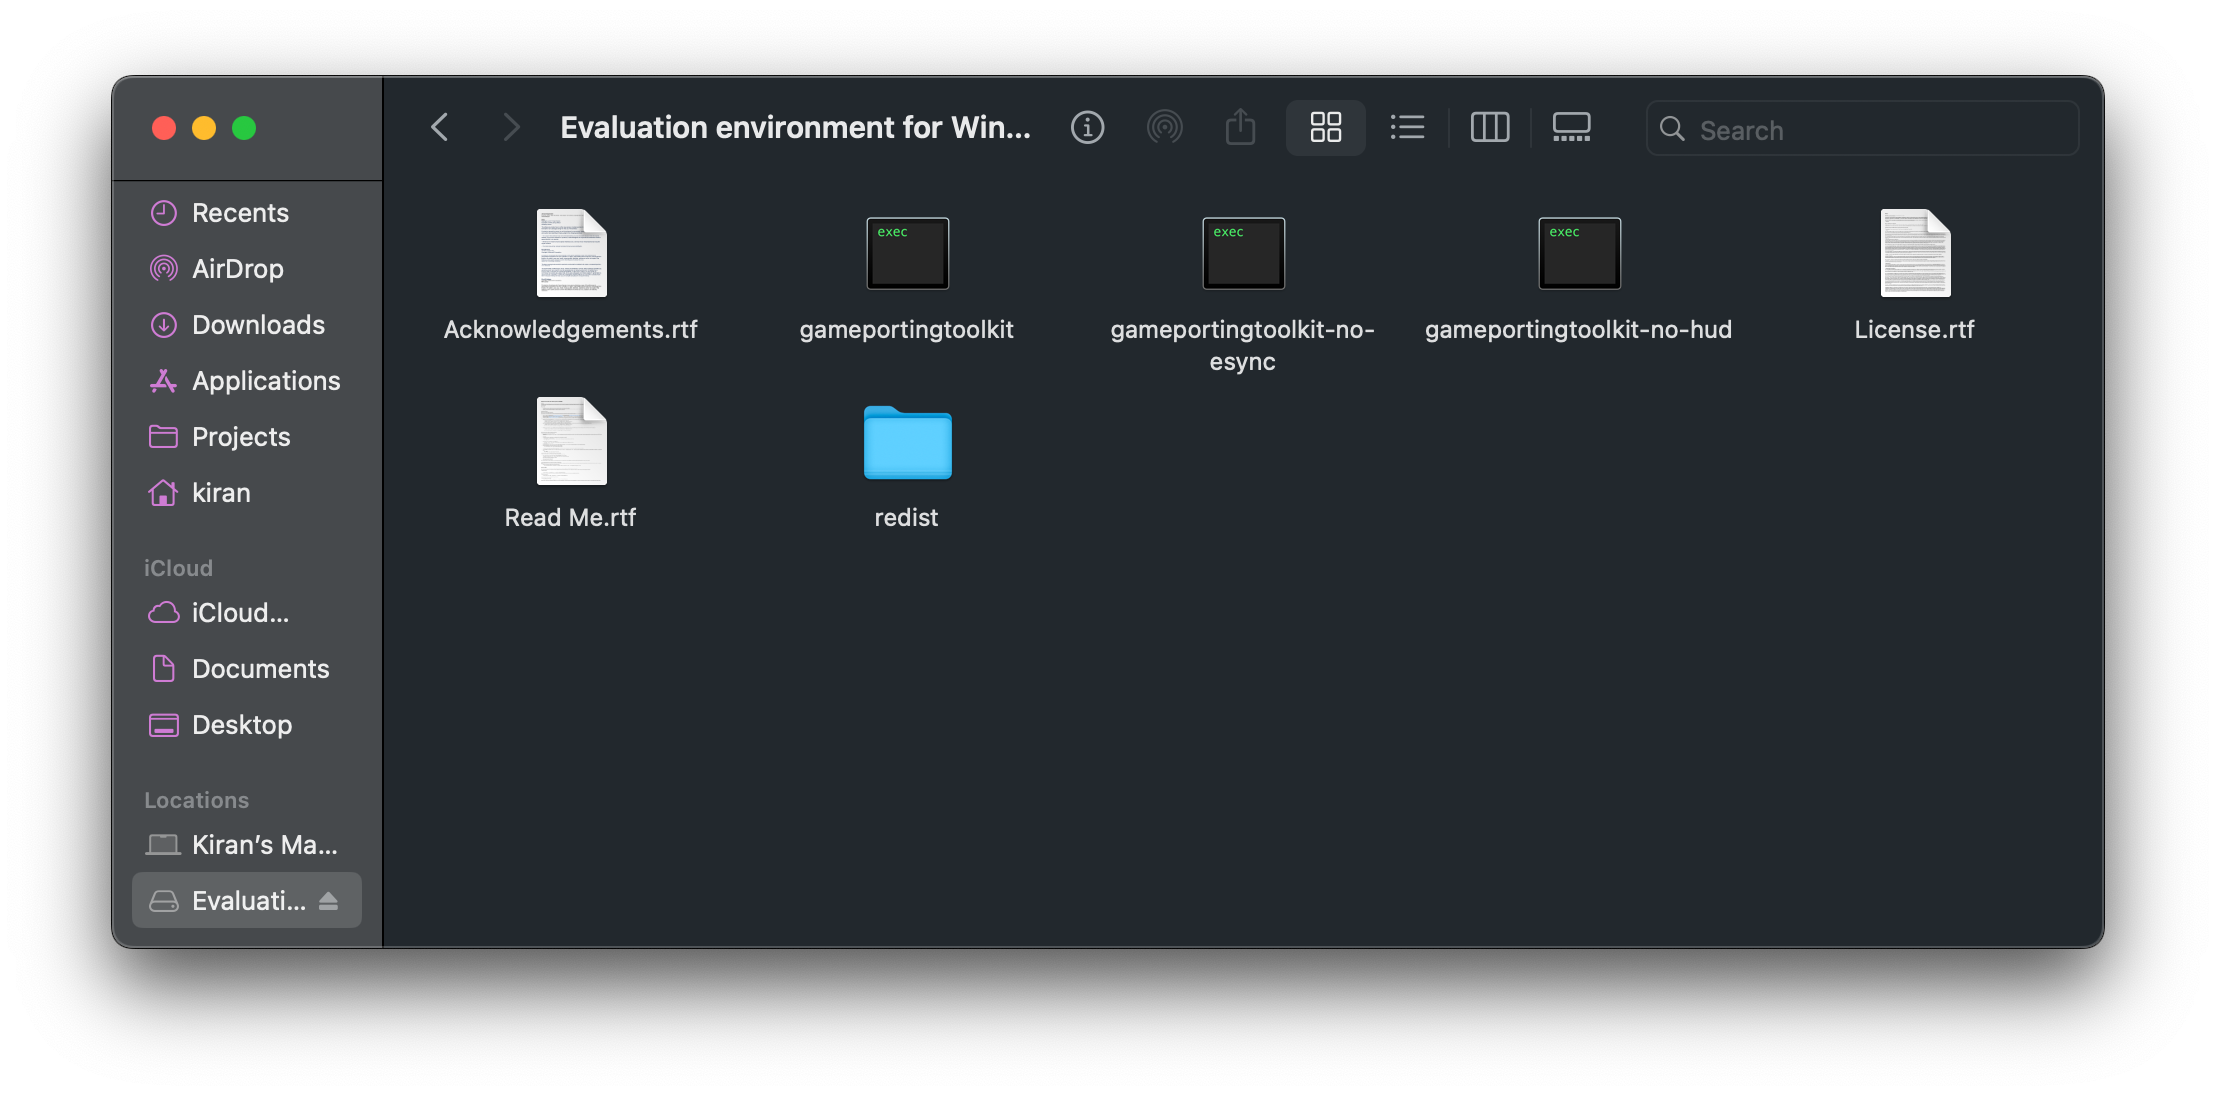 Evaluation environment for Win...
Search
Recents
AirDrop
Downloads
Applications
Projects
kiran
iCloud
iCloud...
Documents
Desktop
Locations
Kiran’s Ma...
Evaluati...
exec
exec
exec
Acknowledgements.rtf
gameportingtoolkit
gameportingtoolkit-no-
esync
gameportingtoolkit-no-hud
License.rtf
Read Me.rtf
redist